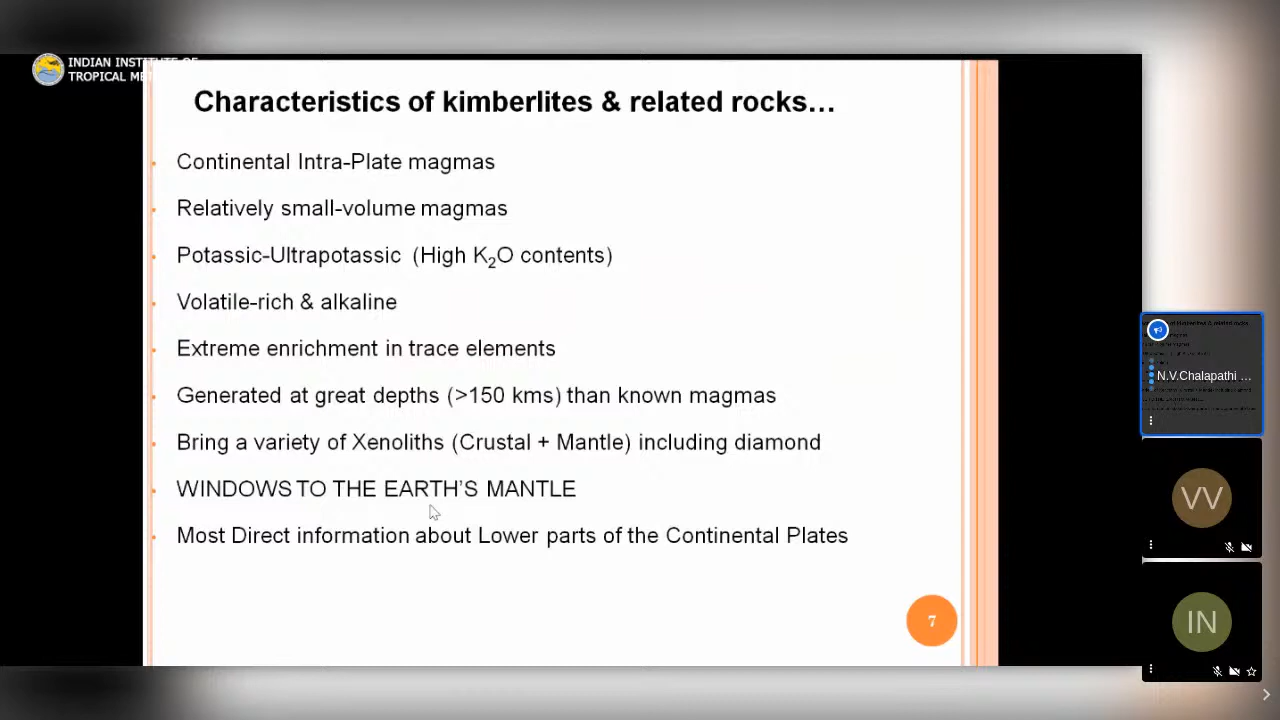 INDIAN INSTITUTE OF
TROPICAL ME
Characteristics of kimberlites & related rocks…
Continental Intra-Plate magmas
Relatively small-volume magmas
Potassic-Ultrapotassic (High K₂O contents)
Volatile-rich & alkaline
Extreme enrichment in trace elements
Generated at great depths (>150 kms) than known magmas
Bring a variety of Xenoliths (Crustal + Mantle) including diamond
WINDOWS TO THE EARTH'S MANTLE
Most Direct information about Lower parts of the Continental Plates
7
N.V.Chalapathi ...
VV
IN